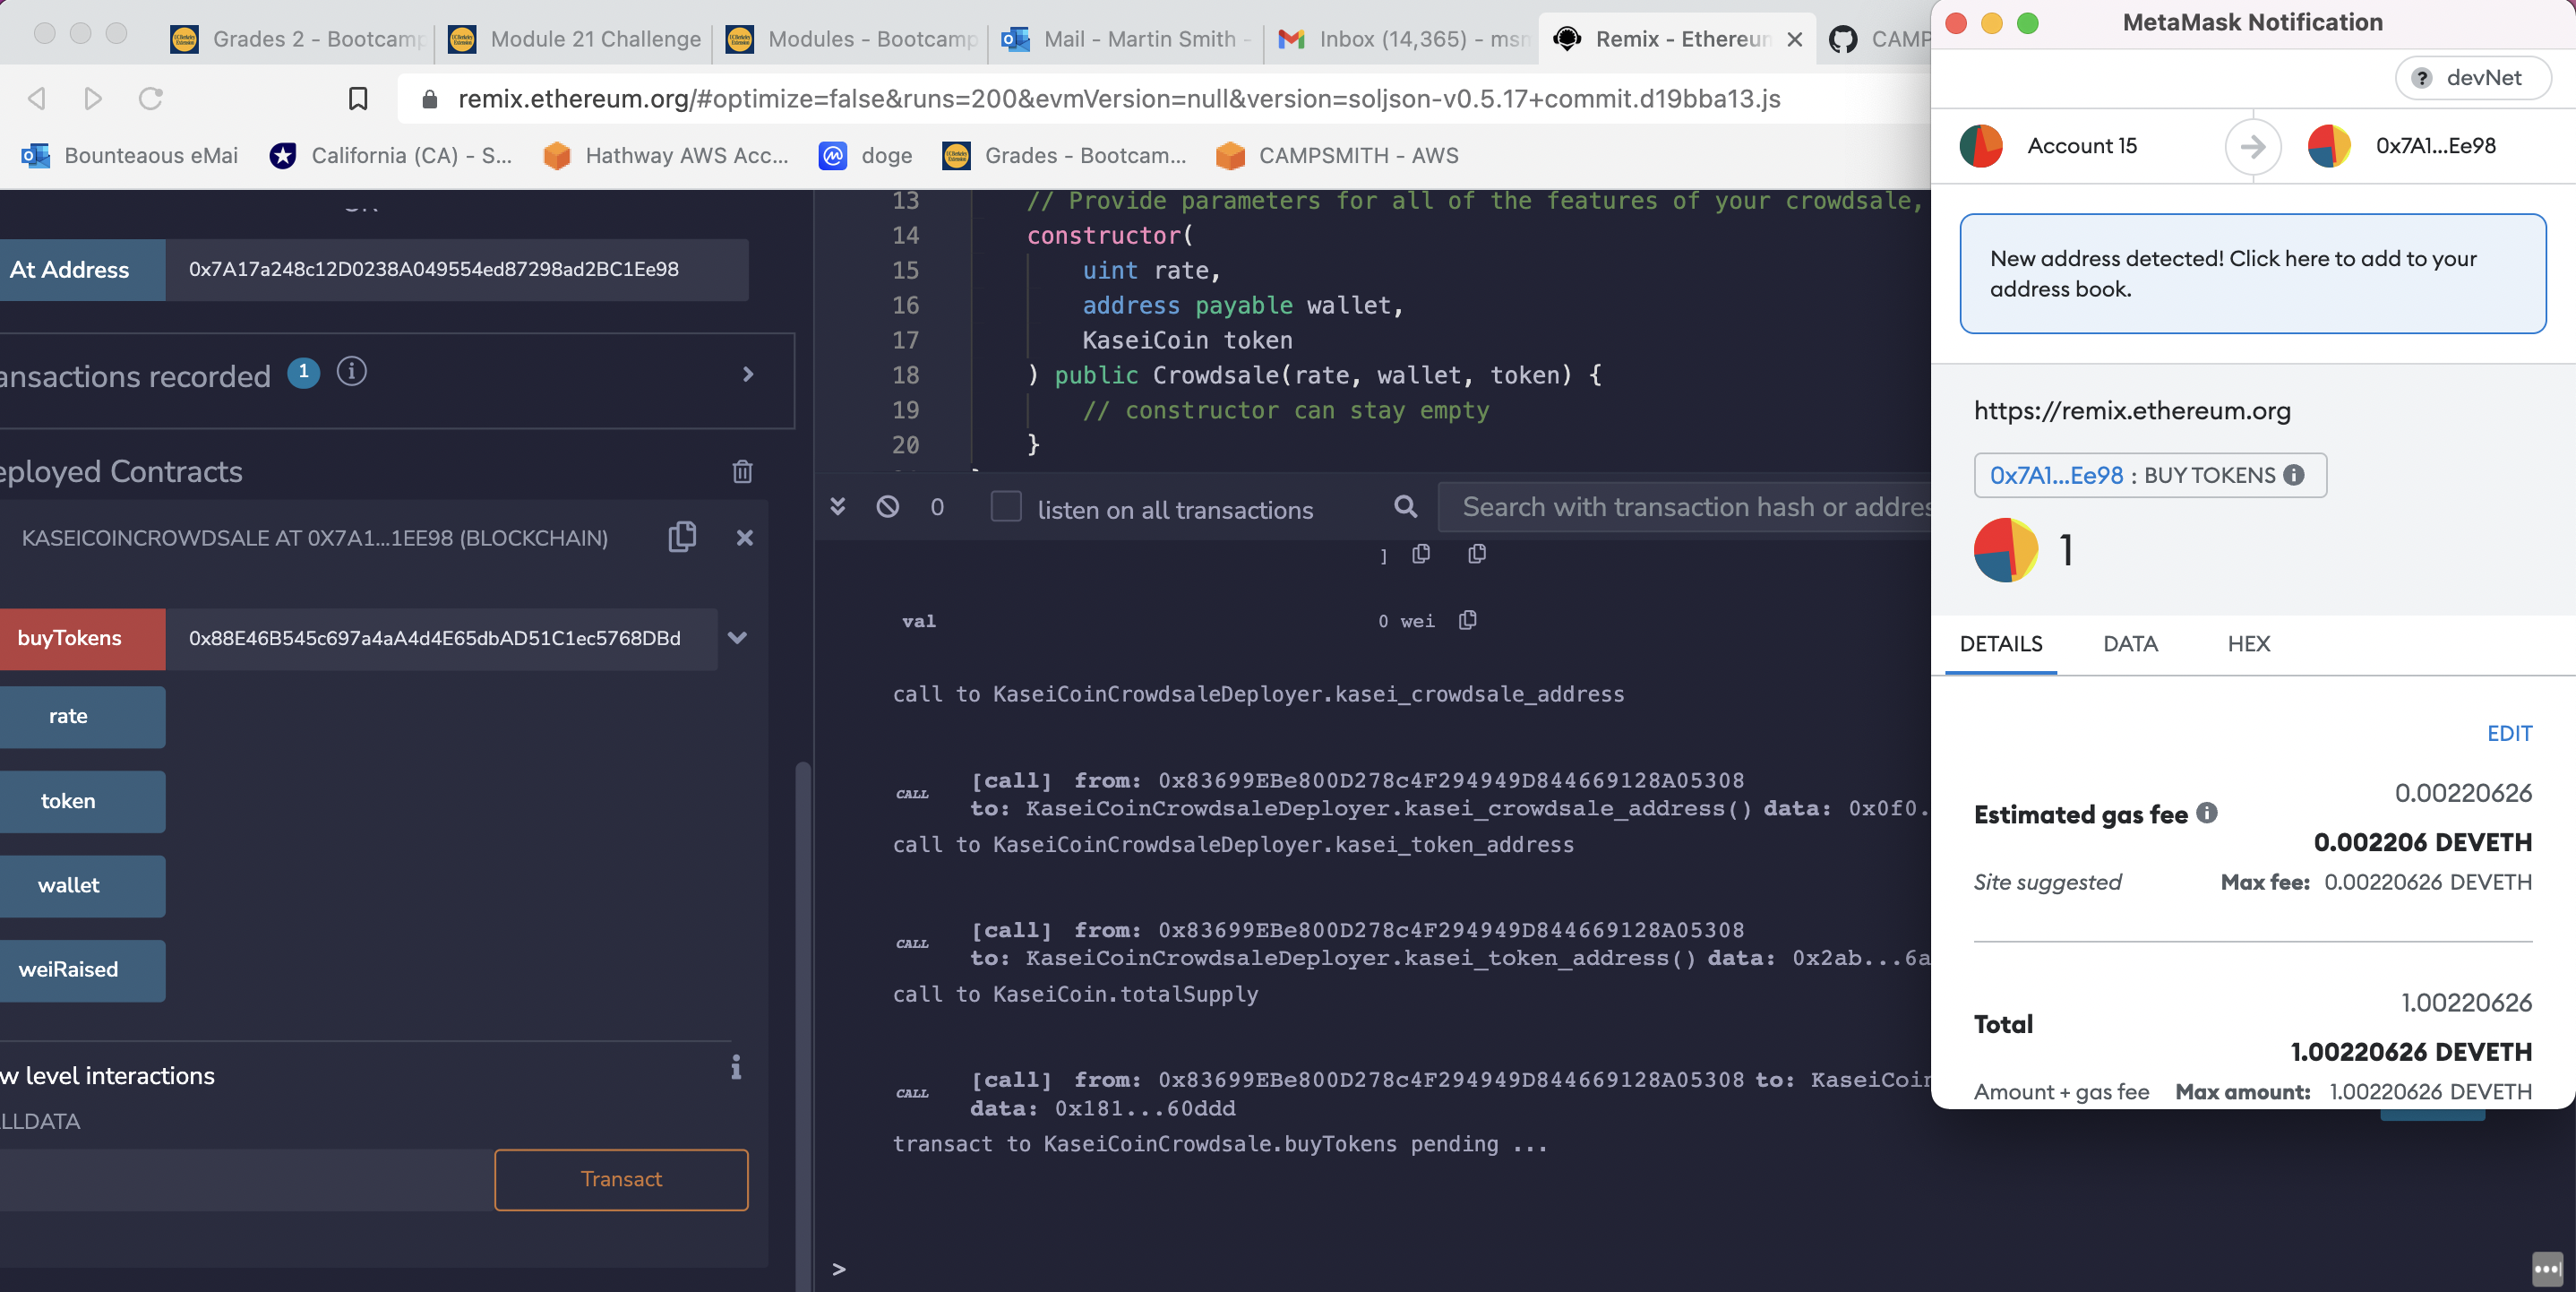 Grades 2 - Bootcamp
Module 21 Challenge
Modules - Bootcamp
Mail - Martin Smith -
Inbox (14,365) - msm
Remix - Ethereum
CAMP
remix.ethereum.org/#optimize=false&runs=200&evmVersion=null&version=soljson-v0.5.17+commit.d19bba13.js
Bounteaous eMai
California (CA) - S...
Hathway AWS Acc...
doge
Grades - Bootcam...
CAMPSMITH - AWS
At Address
0x7A17a248c12D0238A049554ed87298ad2BC1Ee98
ansactions recorded 1
eployed Contracts
KASEICOINCROWDSALE AT 0X7A1...1EE98 (BLOCKCHAIN)
buyTokens
0x88E46B545c697a4aA4d4E65dbAD51C1ec5768DBd
rate
token
wallet
weiRaised
w level interactions
LLDATA
Transact
13 // Provide parameters for all of the features of your crowdsale,
14 constructor(
15 uint rate,
16 address payable wallet,
17 KaseiCoin token
18 ) public Crowdsale(rate, wallet, token) {
19 // constructor can stay empty
20 }
0
listen on all transactions
Search with transaction hash or addres
]
val 0 wei
call to KaseiCoinCrowdsaleDeployer.kasei_crowdsale_address
CALL [call] from: 0x83699EBe800D278c4F294949D844669128A05308
to: KaseiCoinCrowdsaleDeployer.kasei_crowdsale_address() data: 0x0f0.
call to KaseiCoinCrowdsaleDeployer.kasei_token_address
CALL [call] from: 0x83699EBe800D278c4F294949D844669128A05308
to: KaseiCoinCrowdsaleDeployer.kasei_token_address() data: 0x2ab...6a
call to KaseiCoin.totalSupply
CALL [call] from: 0x83699EBe800D278c4F294949D844669128A05308 to: KaseiCoin
data: 0x181...60ddd
transact to KaseiCoinCrowdsale.buyTokens pending ...
>
MetaMask Notification
? devNet
Account 15
0x7A1...Ee98
New address detected! Click here to add to your
address book.
https://remix.ethereum.org
0x7A1...Ee98 : BUY TOKENS
1
DETAILS
DATA
HEX
EDIT
0.00220626
Estimated gas fee
0.002206 DEVETH
Site suggested
Max fee: 0.00220626 DEVETH
1.00220626
Total
1.00220626 DEVETH
Amount + gas fee
Max amount: 1.00220626 DEVETH